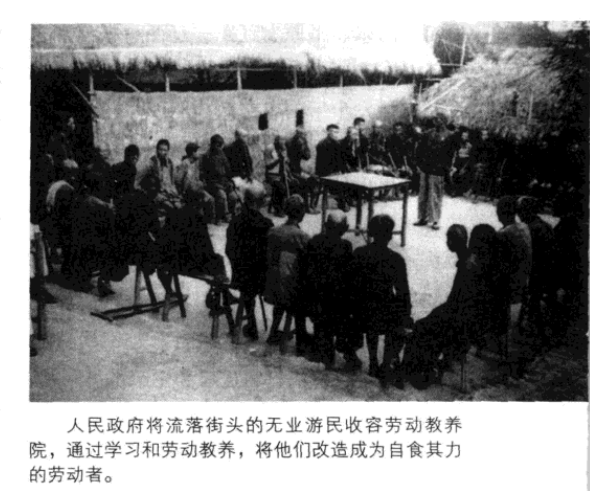 人民政府将流落街头的无业游民收容劳动教养
院，通过学习和劳动教养，将他们改造成为自食其力
的劳动者。